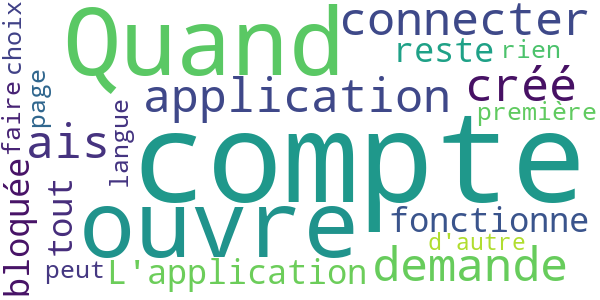 Quand
connecter
reste
rien
choix
faire
page
application
créé
première
ais
langue
compte
bloquée
tout
ouvre
fonctionne
d'autre
peut
L'application
demande